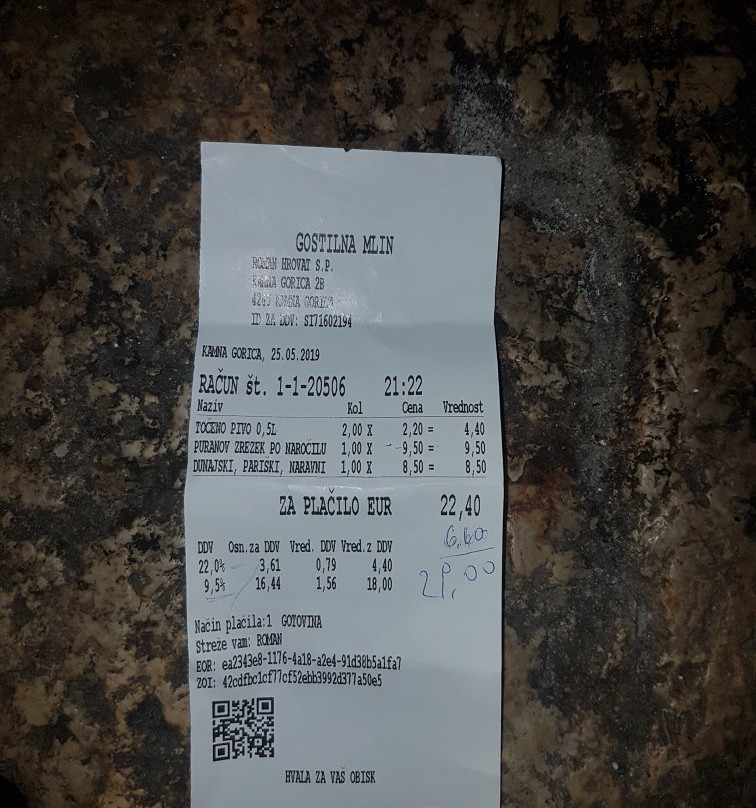 GOSTILNA MLIN
ROMAN HROVAT S.P.
KAMNA GORICA 2B
KAMNA GORICA
ID ZA DDV: SI71602194
KAMNA GORICA, 25.05.2019
RAČUN št. 1-1-20506 21:22
Naziv Kol Cena Vrednost
TOČENO PIVO 0,5L 2,00 X 2,20 = 4,40
PURANOV ZREZEK PO NAROČILU 1,00 X 9,50 = 9,50
DUNAJSKI, PARIŠKI, NARAVNI 1,00 X 8,50 = 8,50
ZA PLAČILO EUR 22,40
6,60
DDV Osn.za DDV Vred. DDV Vred.z DDV
22,0% 3,61 0,79 4,40
9,5% 16,44 1,56 18,00
29,00
Način plačila:1 GOTOVINA
Streže vam: ROMAN
EOR: ea2343e8-1176-4a18-a2e4-91d38b5a1fa7
ZOI: 42cdfbc1cf77cf52ebb3992d377a50e5
HVALA ZA VAŠ OBISK